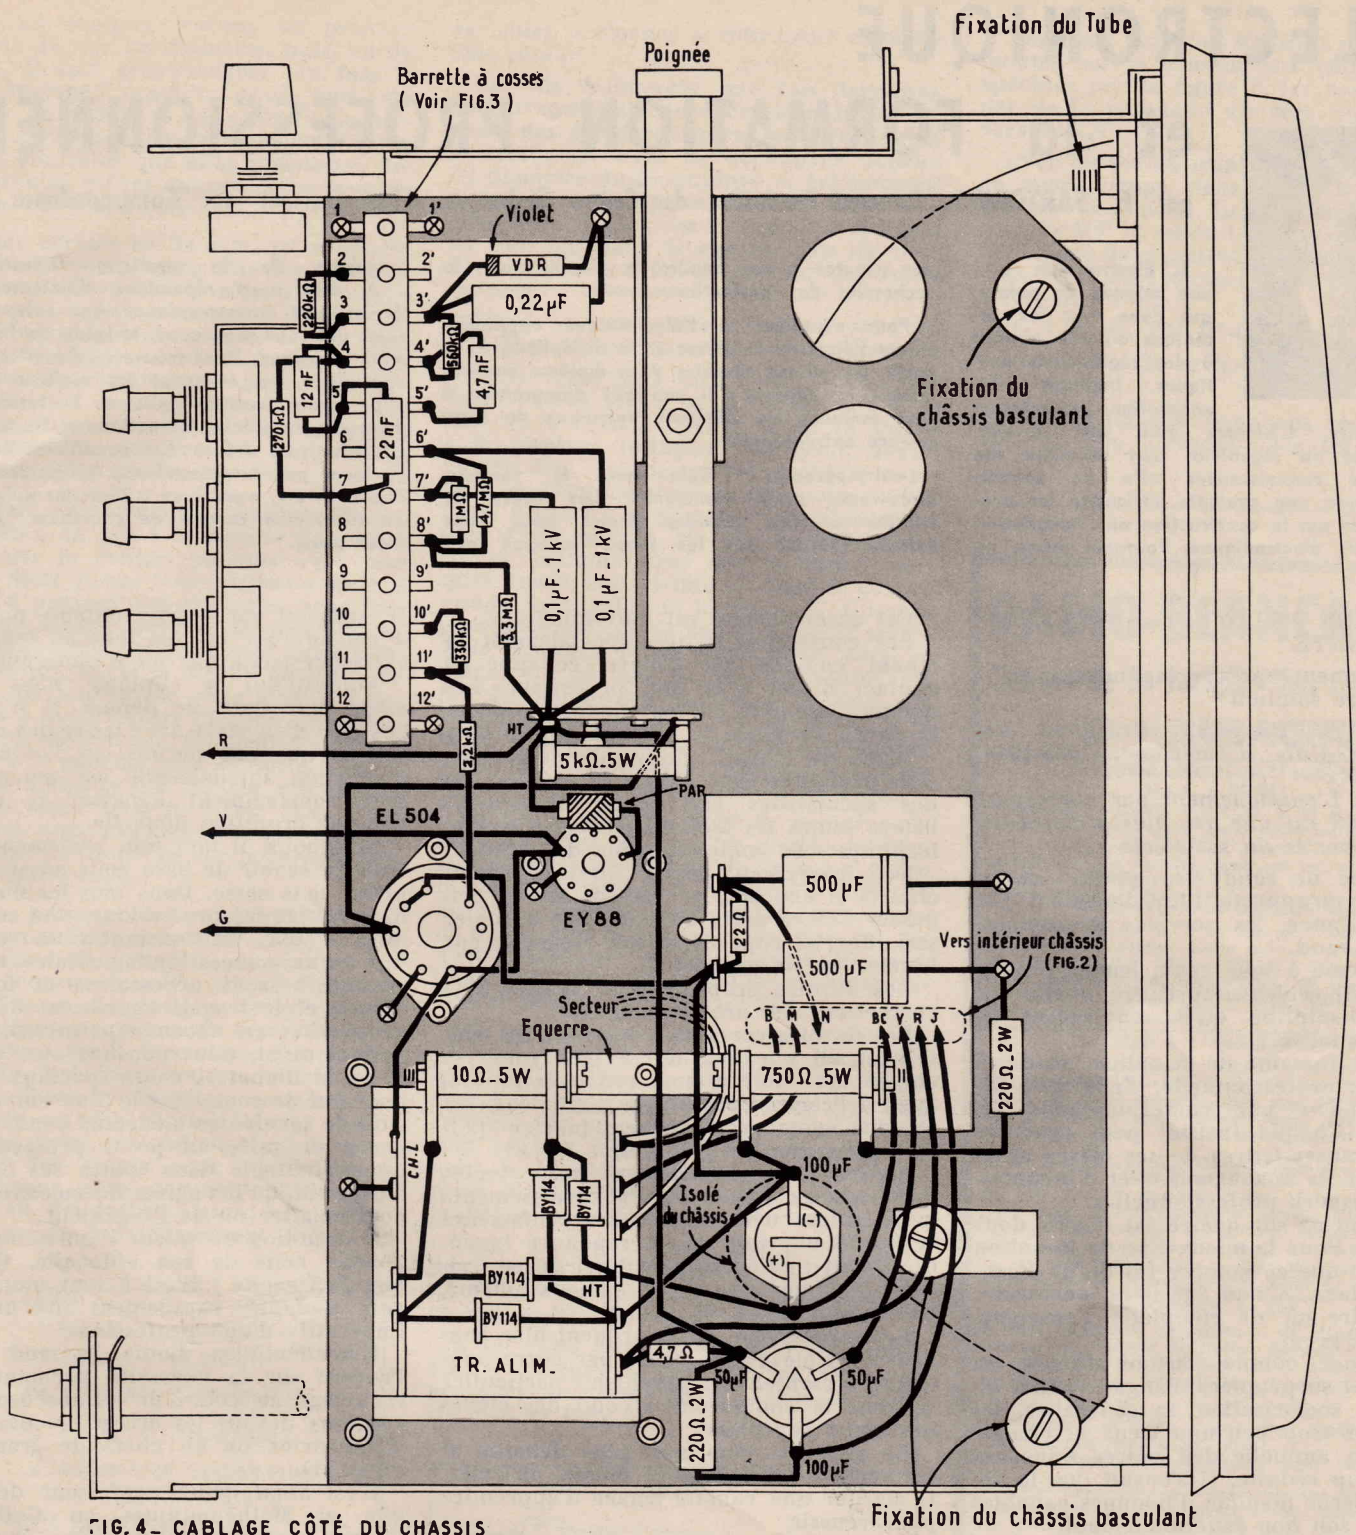 Fixation du Tube
Poignée
Barrette à cosses
( Voir FIG.3 )
Violet
1
1'
2
2'
VDR
220kΩ
3
3'
0,22µF
4
4'
560kΩ
4,7nF
12 nF
5
5'
Fixation du
châssis basculant
270kΩ
22 nF
6
6'
7
7'
1MΩ
4,7MΩ
8
8'
0,1µF_1kV
0,1µF_1kV
9
9'
10
10'
3,3MΩ
330kΩ
11
11'
12
12'
HT
R
2,2kΩ
5kΩ_5W
PAR
EL504
V
500µF
G
EY88
22Ω
Vers intérieur châssis
(FIG.2)
500µF
Secteur
B M N BC V R J
Equerre
10Ω_5W
750Ω_5W
220Ω_2W
CH.L
BY114
BY114
100µF
Isolé
du châssis
(-)
(+)
BY114
HT
BY114
TR. ALIM_
4,7Ω
50µF
50µF
220Ω_2W
100µF
Fixation du châssis basculant
FIG.4_ CABLAGE CÔTÉ DU CHASSIS